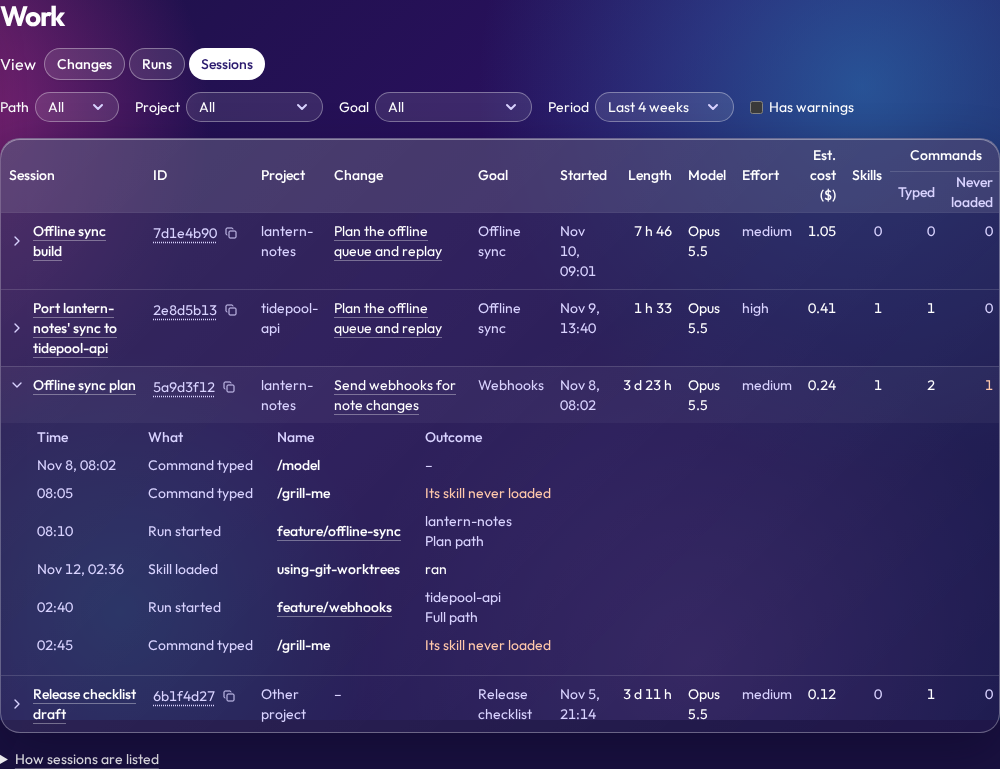 Work
View Changes Runs Sessions
Path All Project All Goal All Period Last 4 weeks Has warnings
Session ID Project Change Goal Started Length Model Effort Est. cost ($) Skills Commands Typed Never loaded
Offline sync build 7d1e4b90 lantern-notes Plan the offline queue and replay Offline sync Nov 10, 09:01 7 h 46 Opus 5.5 medium 1.05 0 0 0
Port lantern-notes' sync to tidepool-api 2e8d5b13 tidepool-api Plan the offline queue and replay Offline sync Nov 9, 13:40 1 h 33 Opus 5.5 high 0.41 1 1 0
Offline sync plan 5a9d3f12 lantern-notes Send webhooks for note changes Webhooks Nov 8, 08:02 3 d 23 h Opus 5.5 medium 0.24 1 2 1
Time What Name Outcome
Nov 8, 08:02 Command typed /model –
08:05 Command typed /grill-me Its skill never loaded
08:10 Run started feature/offline-sync lantern-notes Plan path
Nov 12, 02:36 Skill loaded using-git-worktrees ran
02:40 Run started feature/webhooks tidepool-api Full path
02:45 Command typed /grill-me Its skill never loaded
Release checklist draft 6b1f4d27 Other project – Release checklist Nov 5, 21:14 3 d 11 h Opus 5.5 medium 0.12 0 1 0
How sessions are listed